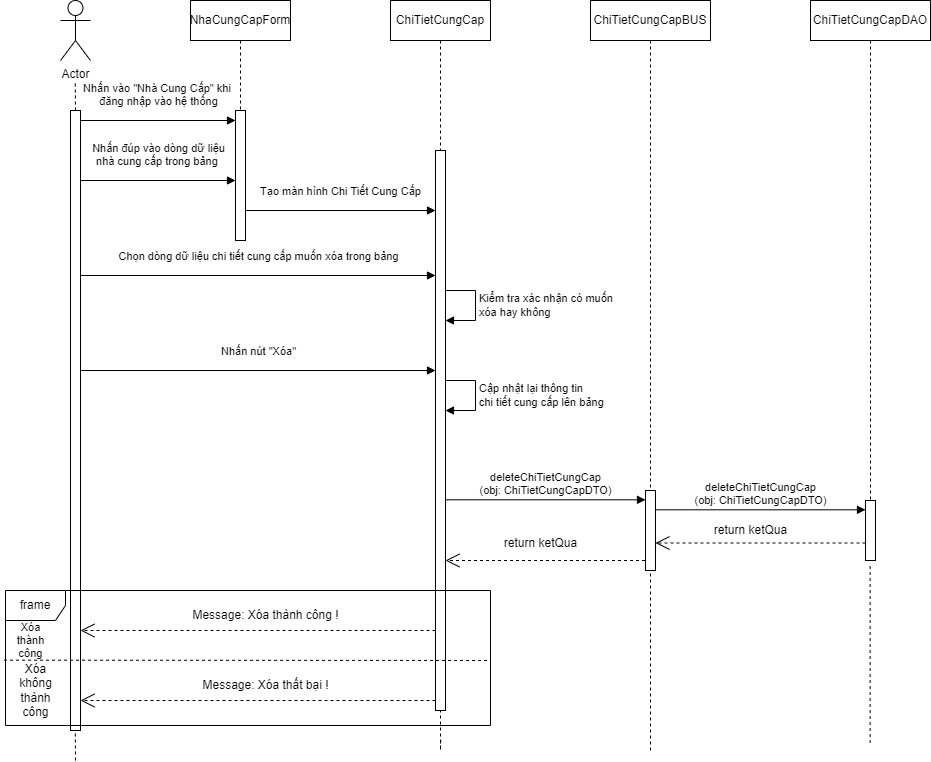 NhaCungCapForm
ChiTietCungCap
ChiTietCungCapBUS
ChiTietCungCapDAO
Actor
Nhấn vào "Nhà Cung Cấp" khi
đăng nhập vào hệ thống
Nhấn đúp vào dòng dữ liệu
nhà cung cấp trong bảng
Tạo màn hình Chi Tiết Cung Cấp
Chọn dòng dữ liệu chi tiết cung cấp muốn xóa trong bảng
Kiểm tra xác nhận có muốn
xóa hay không
Nhấn nút "Xóa"
Cập nhật lại thông tin
chi tiết cung cấp lên bảng
deleteChiTietCungCap
(obj: ChiTietCungCapDTO)
deleteChiTietCungCap
(obj: ChiTietCungCapDTO)
return ketQua
return ketQua
frame
Message: Xóa thành công !
Xóa
thành
công
Xóa
không
thành
công
Message: Xóa thất bại !